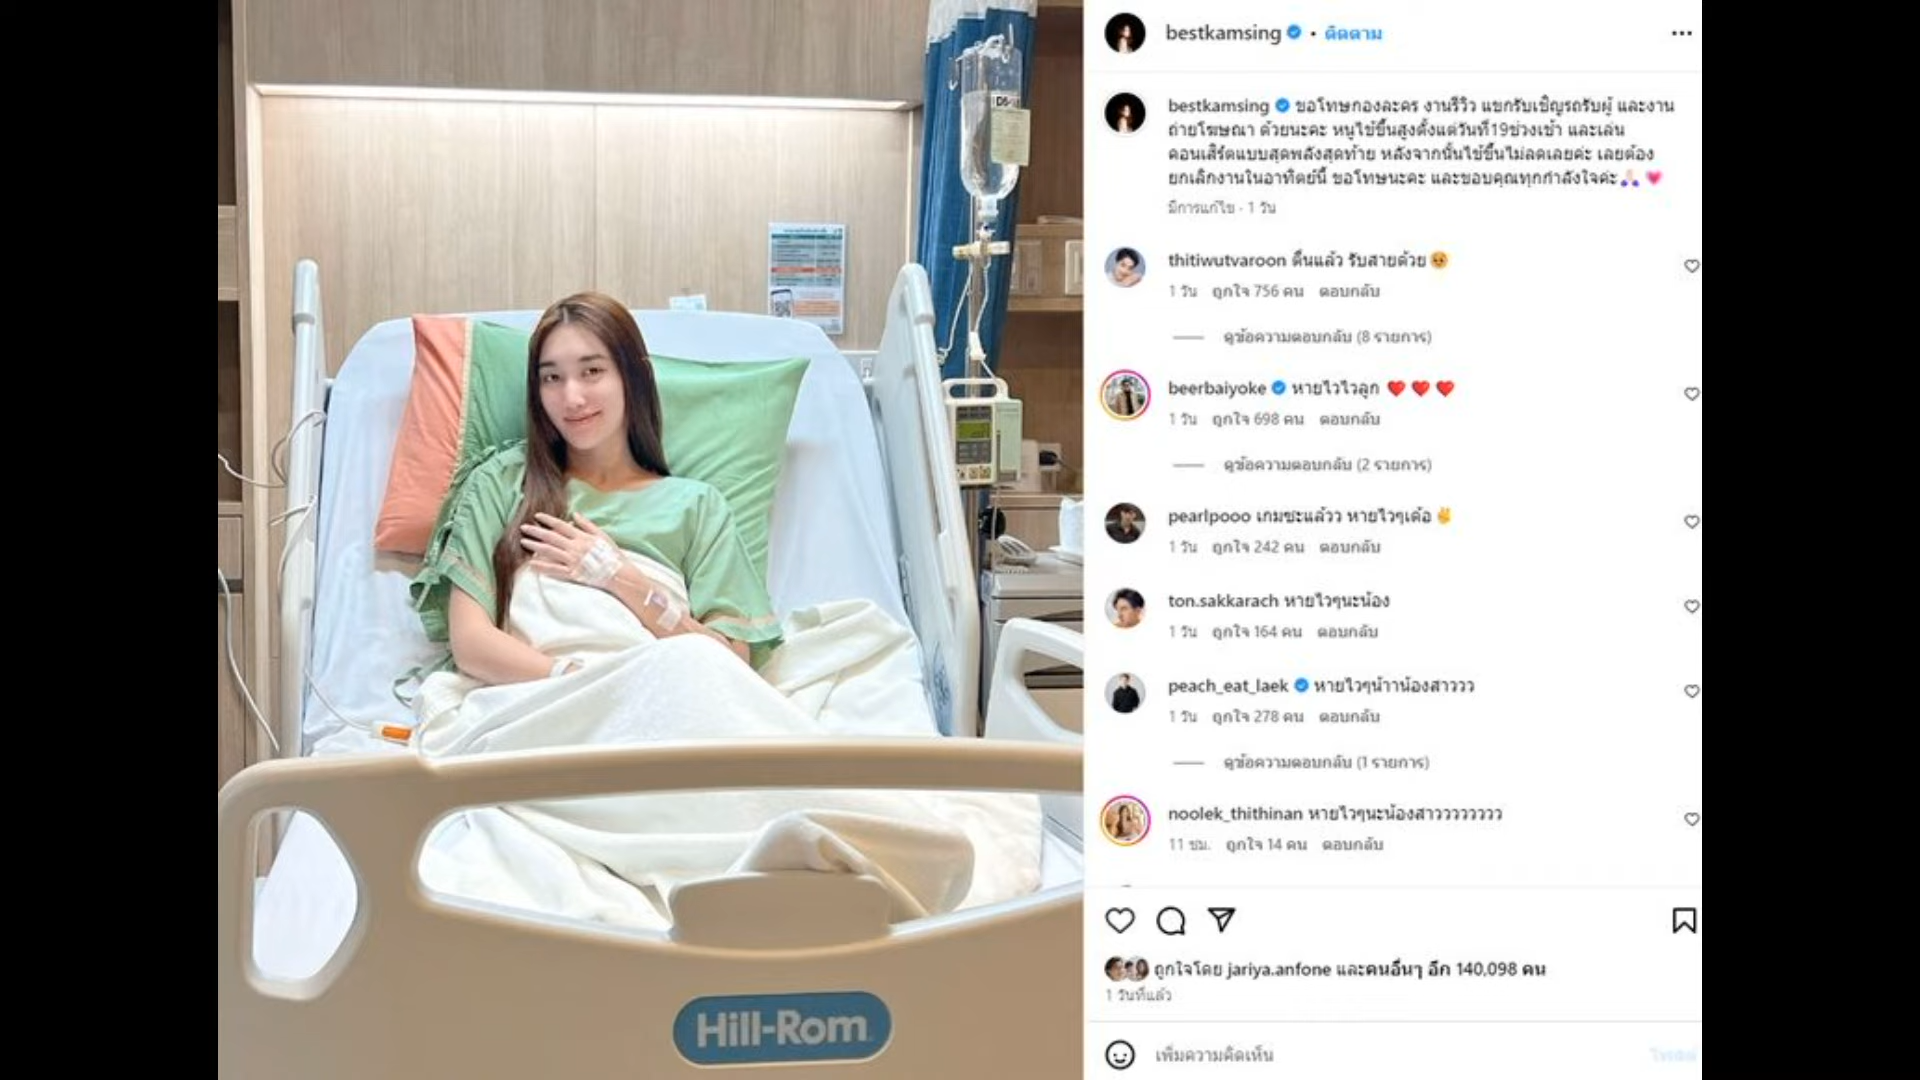 bestkamsing • ติดตาม
bestkamsing ขอโทษกองละคร งานรีวิว แขกรับเชิญรถรับผู้ และงาน
ถ่ายโฆษณา ด้วยนะคะ หนูไข้ขึ้นสูงตั้งแต่วันที่19ช่วงเช้า และเล่น
คอนเสิร์ตแบบสุดพลังสุดท้าย หลังจากนั้นไข้ขึ้นไม่ลดเลยค่ะ เลยต้อง
ยกเลิกงานในอาทิตย์นี้ ขอโทษนะคะ และขอบคุณทุกกำลังใจค่ะ🙏🏻 💗
มีการแก้ไข · 1 วัน
thitiwutvaroon ตื่นแล้ว รับสายด้วย🥹
1 วัน ถูกใจ 756 คน ตอบกลับ
ดูข้อความตอบกลับ (8 รายการ)
beerbaiyoke หายไวไวลูก ❤️ ❤️ ❤️
1 วัน ถูกใจ 698 คน ตอบกลับ
ดูข้อความตอบกลับ (2 รายการ)
pearlpooo เกมซะแล้วว หายไวๆเด้อ✌️
1 วัน ถูกใจ 242 คน ตอบกลับ
ton.sakkarach หายไวๆนะน้อง
1 วัน ถูกใจ 164 คน ตอบกลับ
peach_eat_laek หายไวๆน้าาน้องสาววว
1 วัน ถูกใจ 278 คน ตอบกลับ
ดูข้อความตอบกลับ (1 รายการ)
noolek_thithinan หายไวๆนะน้องสาววววววววว
11 ชม. ถูกใจ 14 คน ตอบกลับ
ถูกใจโดย jariya.anfone และคนอื่นๆ อีก 140,098 คน
1 วันที่แล้ว
เพิ่มความคิดเห็น
โพสต์
Hill-Rom